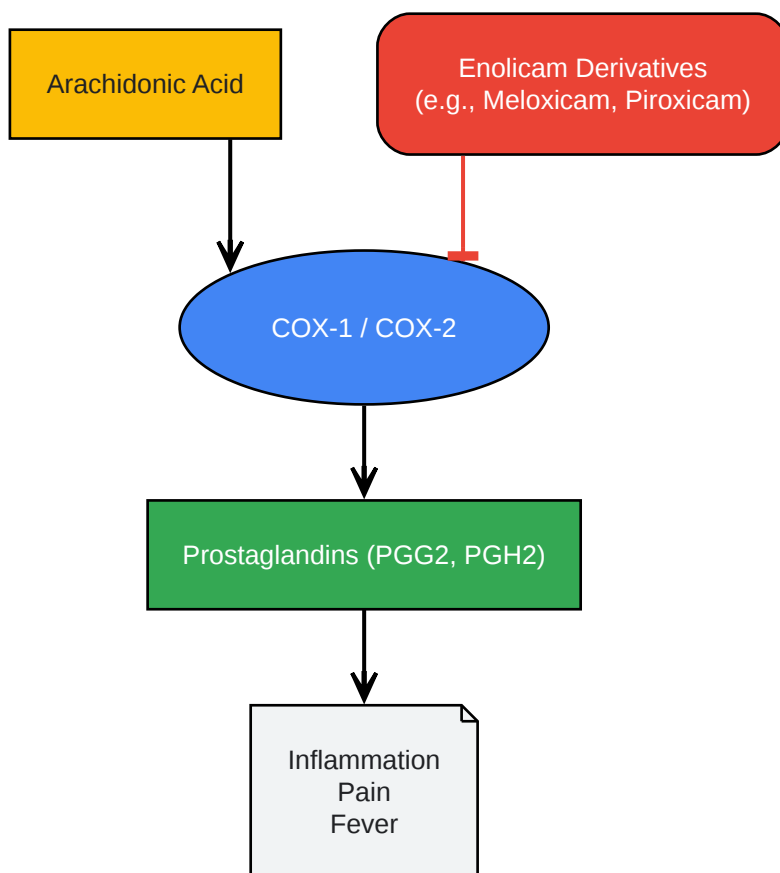 Arachidonic Acid
Enolicam Derivatives
(e.g., Meloxicam, Piroxicam)
COX-1 / COX-2
Prostaglandins (PGG2, PGH2)
Inflammation
Pain
Fever